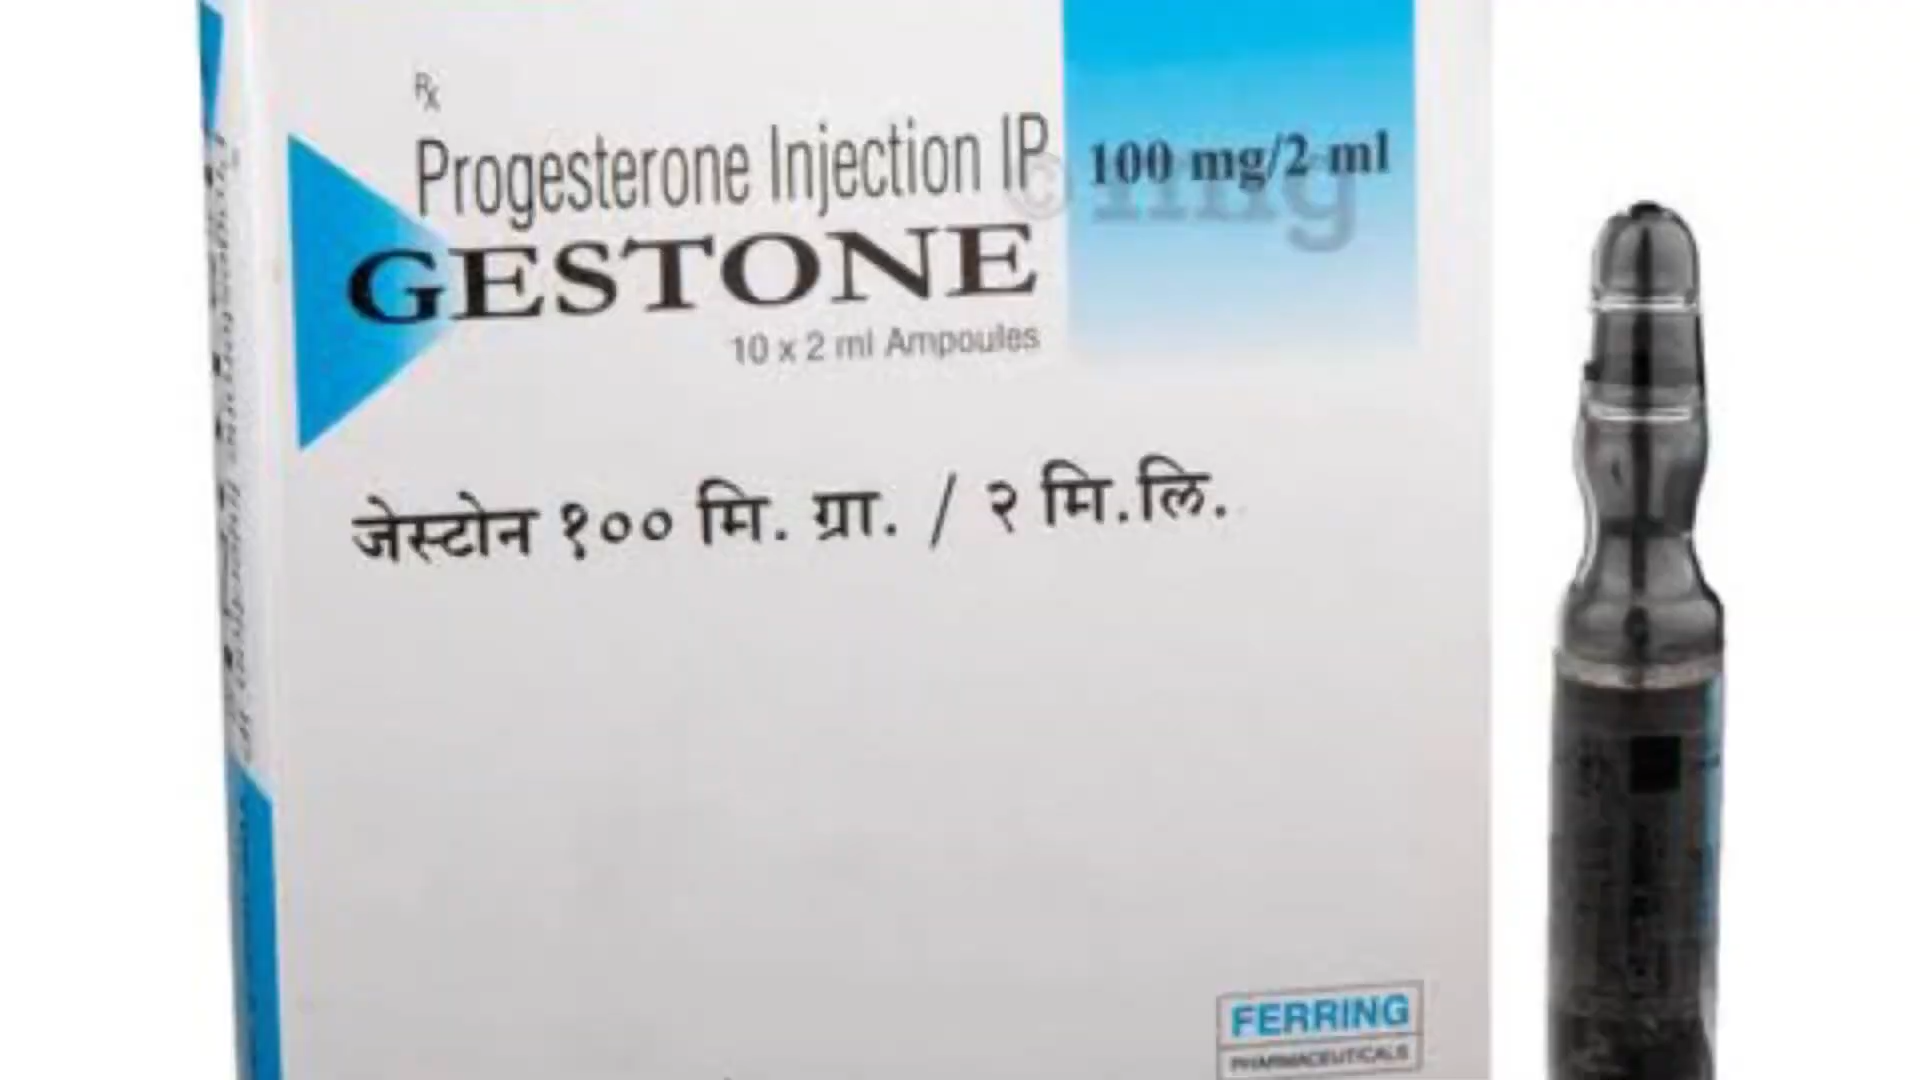 Rx
Progesterone Injection IP
100 mg/2 ml
GESTONE
10 x 2 ml Ampoules
जेस्टोन १०० मि. ग्रा. / २ मि.लि.
FERRING
PHARMACEUTICALS